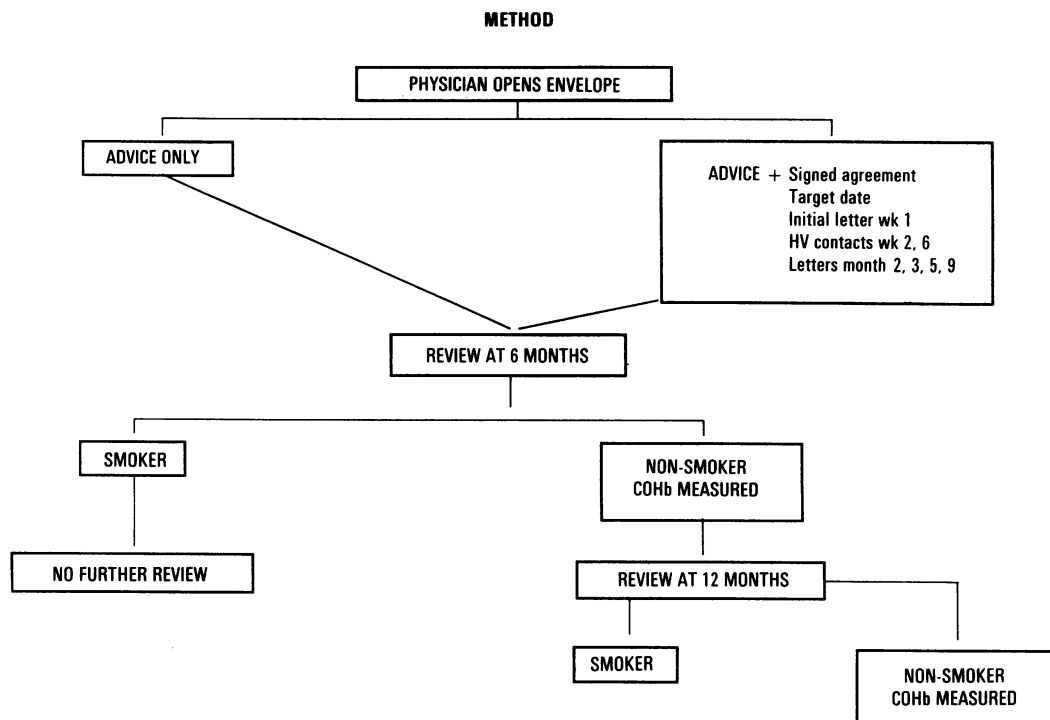 METHOD
PHYSICIAN OPENS ENVELOPE
ADVICE ONLY
ADVICE + Signed agreement
Target date
Initial letter wk 1
HV contacts wk 2, 6
Letters month 2, 3, 5, 9
REVIEW AT 6 MONTHS
SMOKER
NON-SMOKER
COHb MEASURED
NO FURTHER REVIEW
REVIEW AT 12 MONTHS
SMOKER
NON-SMOKER
COHb MEASURED